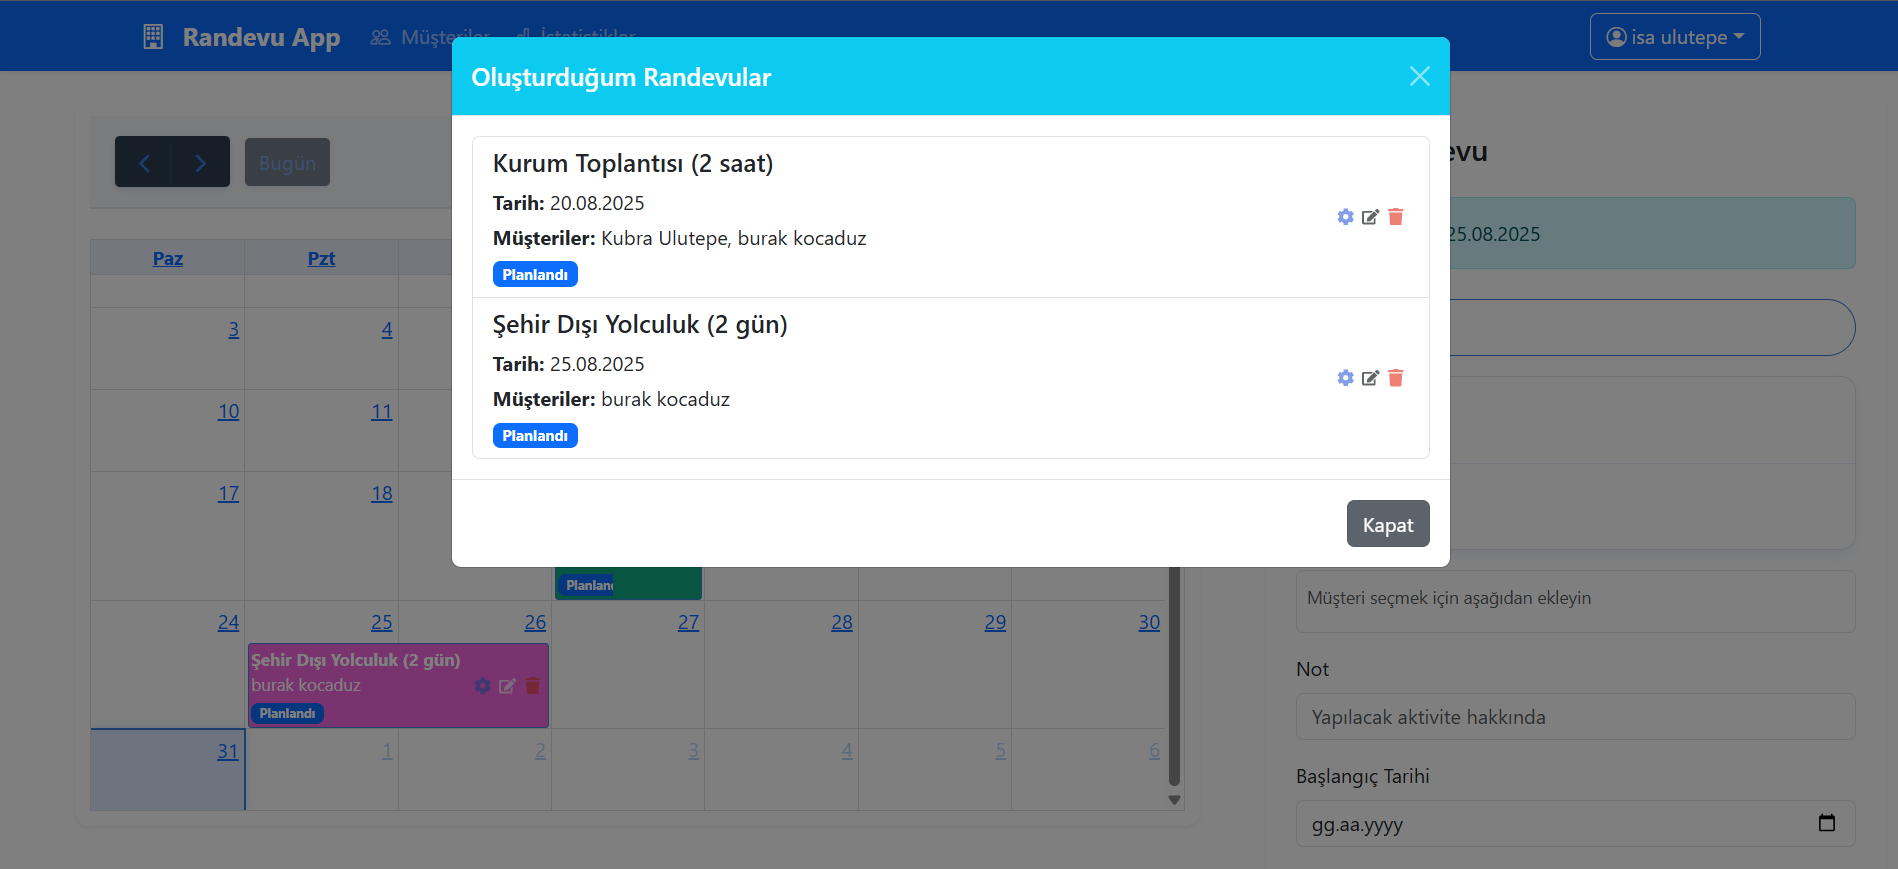 Randevu App
Müşteriler
İstatistikler
isa ulutepe
Oluşturduğum Randevular
Kurum Toplantısı (2 saat)
Tarih: 20.08.2025
Müşteriler: Kubra Ulutepe, burak kocaduz
Planlandı
Şehir Dışı Yolculuk (2 gün)
Tarih: 25.08.2025
Müşteriler: burak kocaduz
Planlandı
Kapat
Bugün
Paz Pzt
3 4
10 11
17 18
24 25 26 27 28 29 30
Şehir Dışı Yolculuk (2 gün)
burak kocaduz
Planlandı
31 1 2 3 4 5 6
25.08.2025
Müşteri seçmek için aşağıdan ekleyin
Not
Yapılacak aktivite hakkında
Başlangıç Tarihi
gg.aa.yyyy